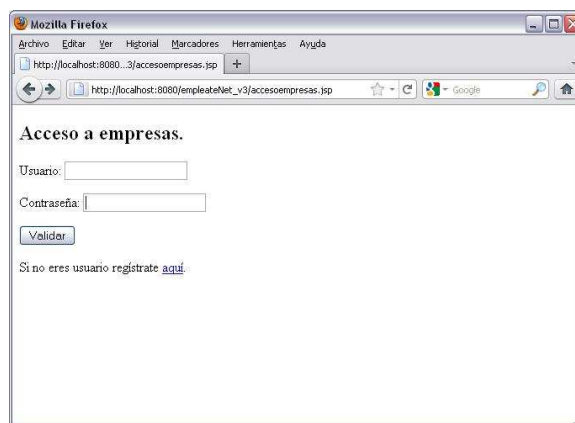 Mozilla Firefox
Archivo Editar Ver Historial Marcadores Herramientas Ayuda
http://localhost:8080...3/accesoempresas.jsp +
http://localhost:8080/empleateNet_v3/accesoempresas.jsp Google
Acceso a empresas.
Usuario:
Contraseña:
Validar
Si no eres usuario regístrate aquí.